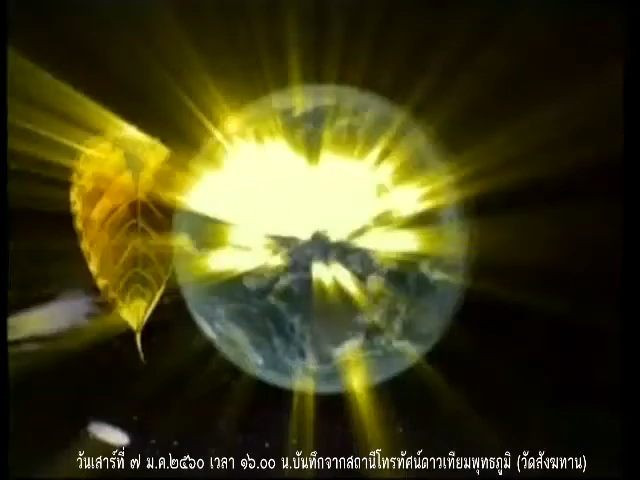 วันเสาร์ที่ ๗ ม.ค.๒๕๖๐ เวลา ๑๖.๐๐ น.บันทึกจากสถานีโทรทัศน์ดาวเทียมพุทธภูมิ (วัดสังฆทาน)